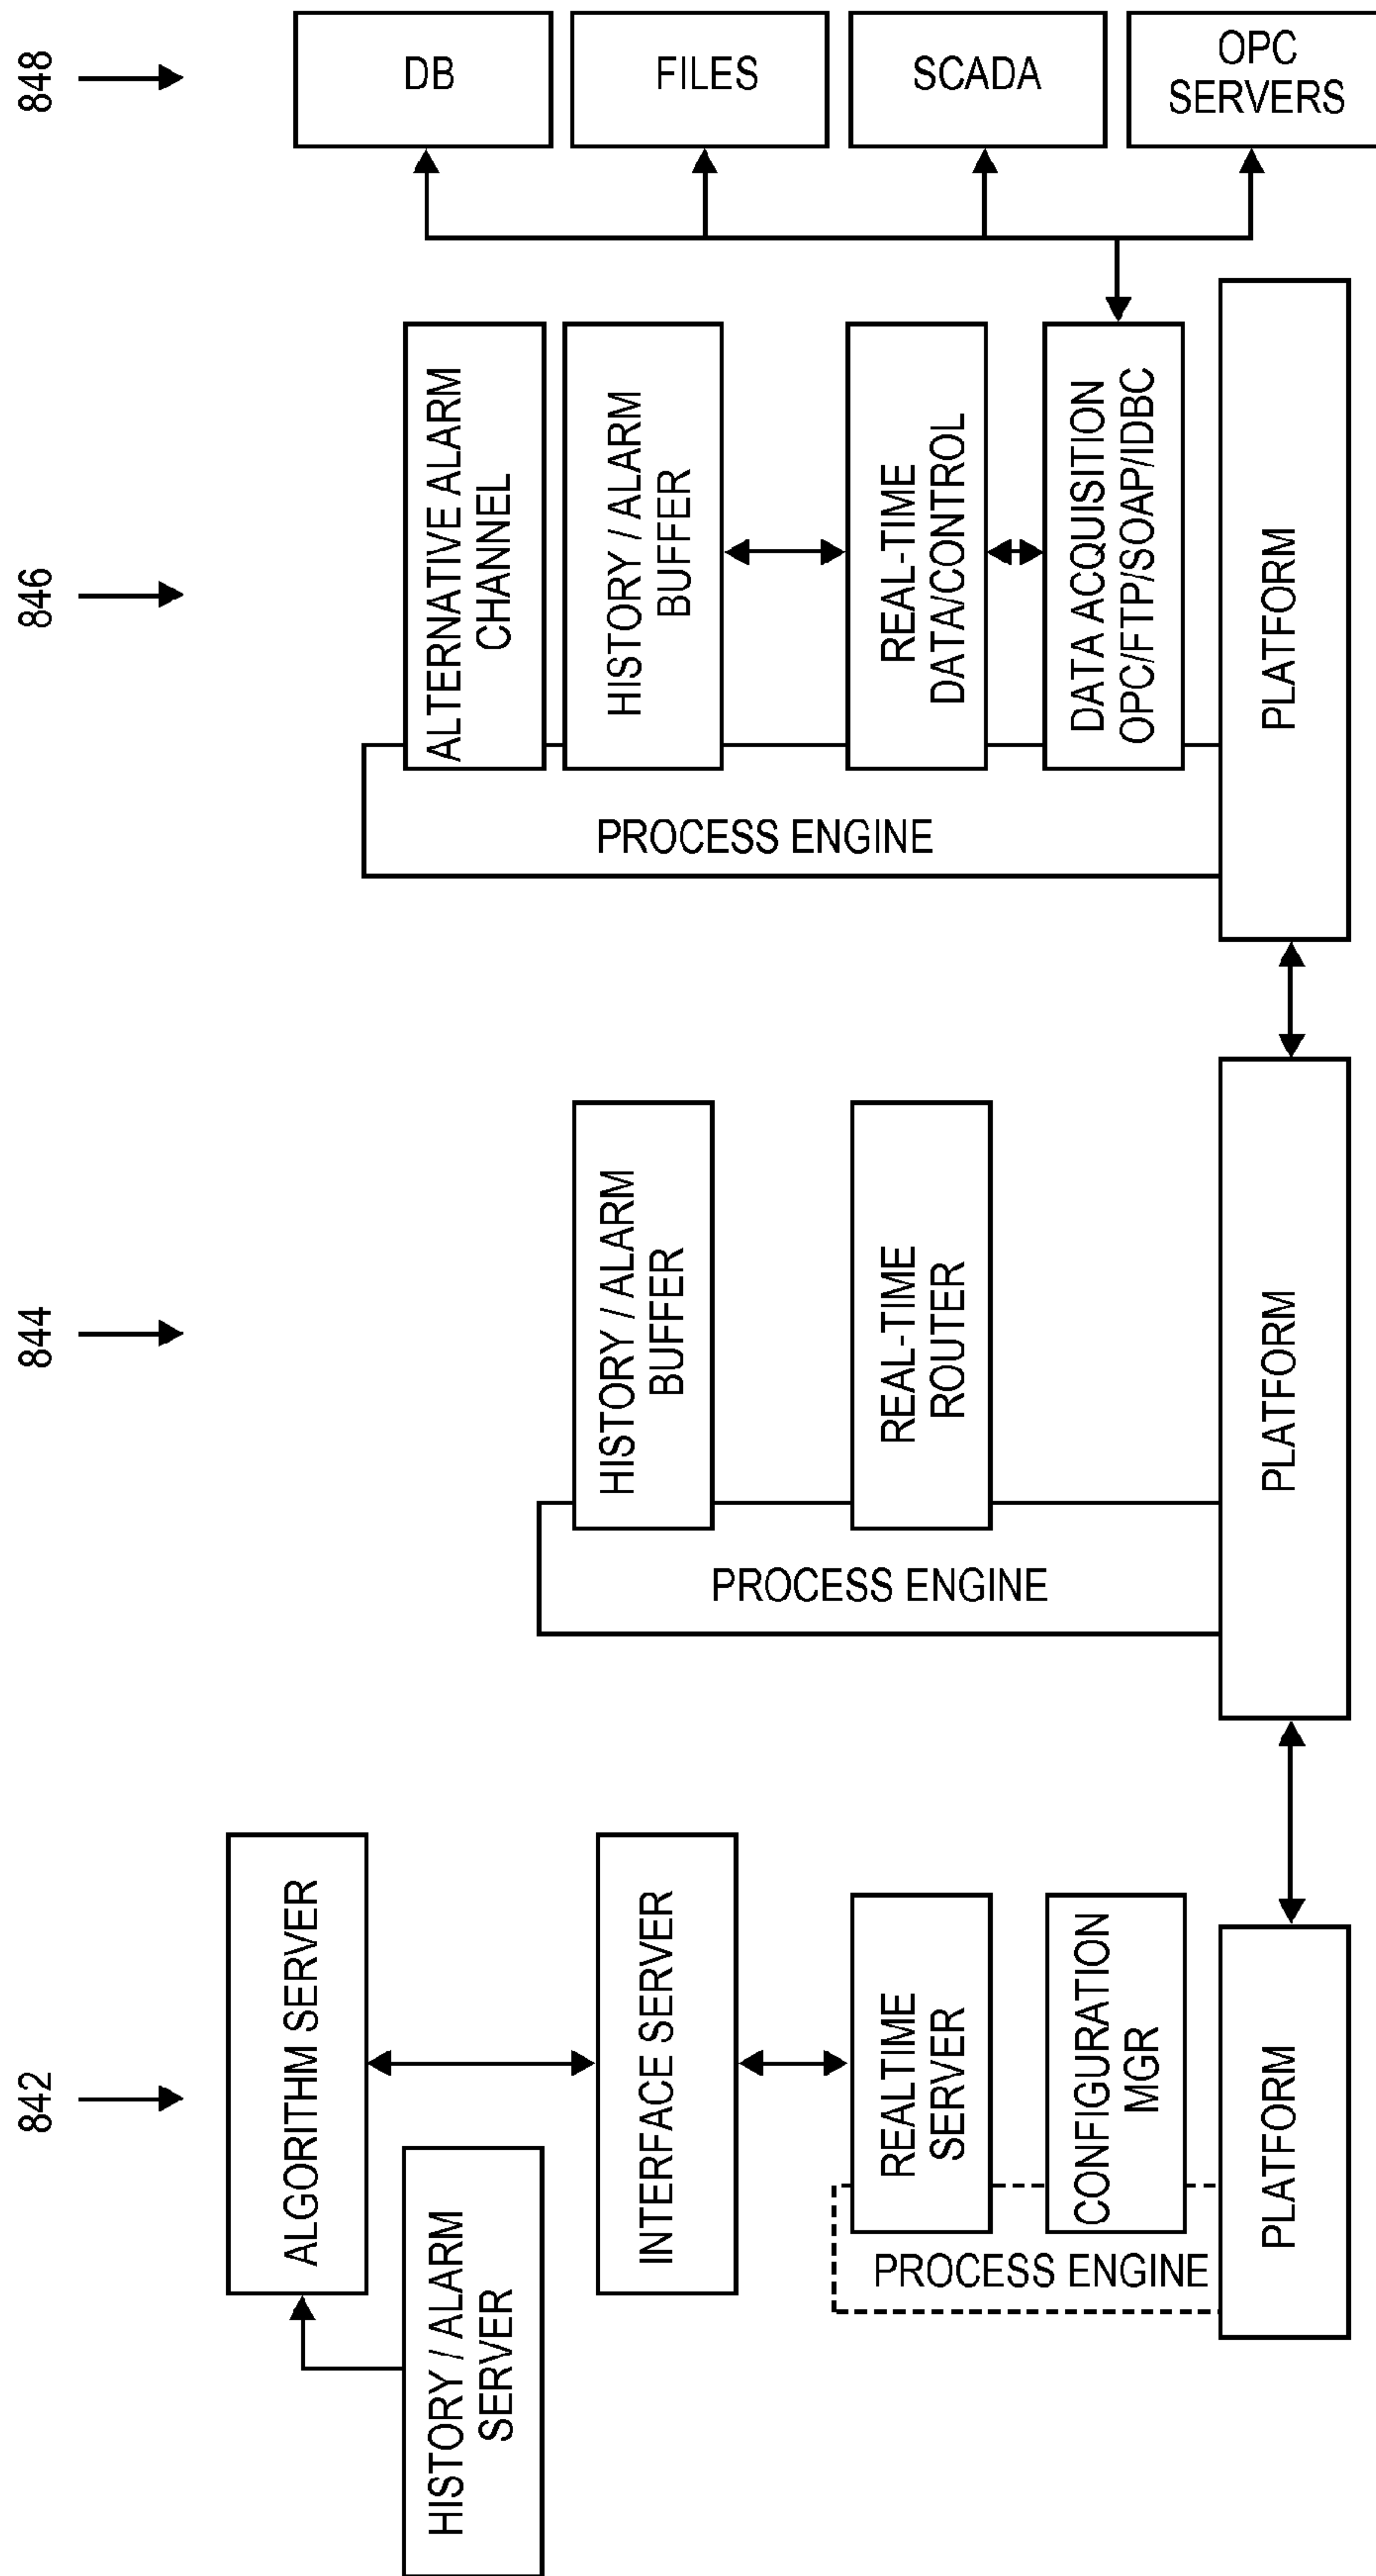 848
DB
FILES
SCADA
OPC
SERVERS
846
ALTERNATIVE ALARM
CHANNEL
HISTORY / ALARM
BUFFER
REAL-TIME
DATA/CONTROL
DATA ACQUISITION
OPC/FTP/SOAP/IDBC
PROCESS ENGINE
PLATFORM
844
HISTORY / ALARM
BUFFER
REAL-TIME
ROUTER
PROCESS ENGINE
PLATFORM
842
ALGORITHM SERVER
HISTORY / ALARM
SERVER
INTERFACE SERVER
REALTIME
SERVER
CONFIGURATION
MGR
PROCESS ENGINE
PLATFORM